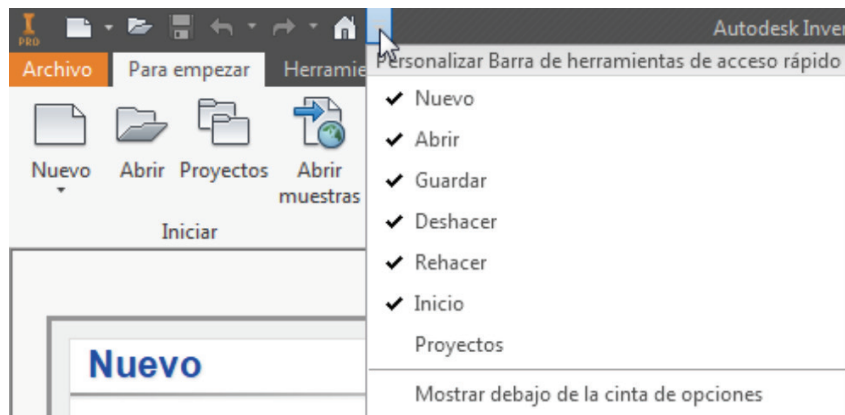 PRO
Autodesk Inver
Archivo Para empezar Herramie
Personalizar Barra de herramientas de acceso rápido
Nuevo Abrir Proyectos Abrir muestras
Iniciar
Nuevo
Abrir
Guardar
Deshacer
Rehacer
Inicio
Proyectos
Mostrar debajo de la cinta de opciones
Nuevo